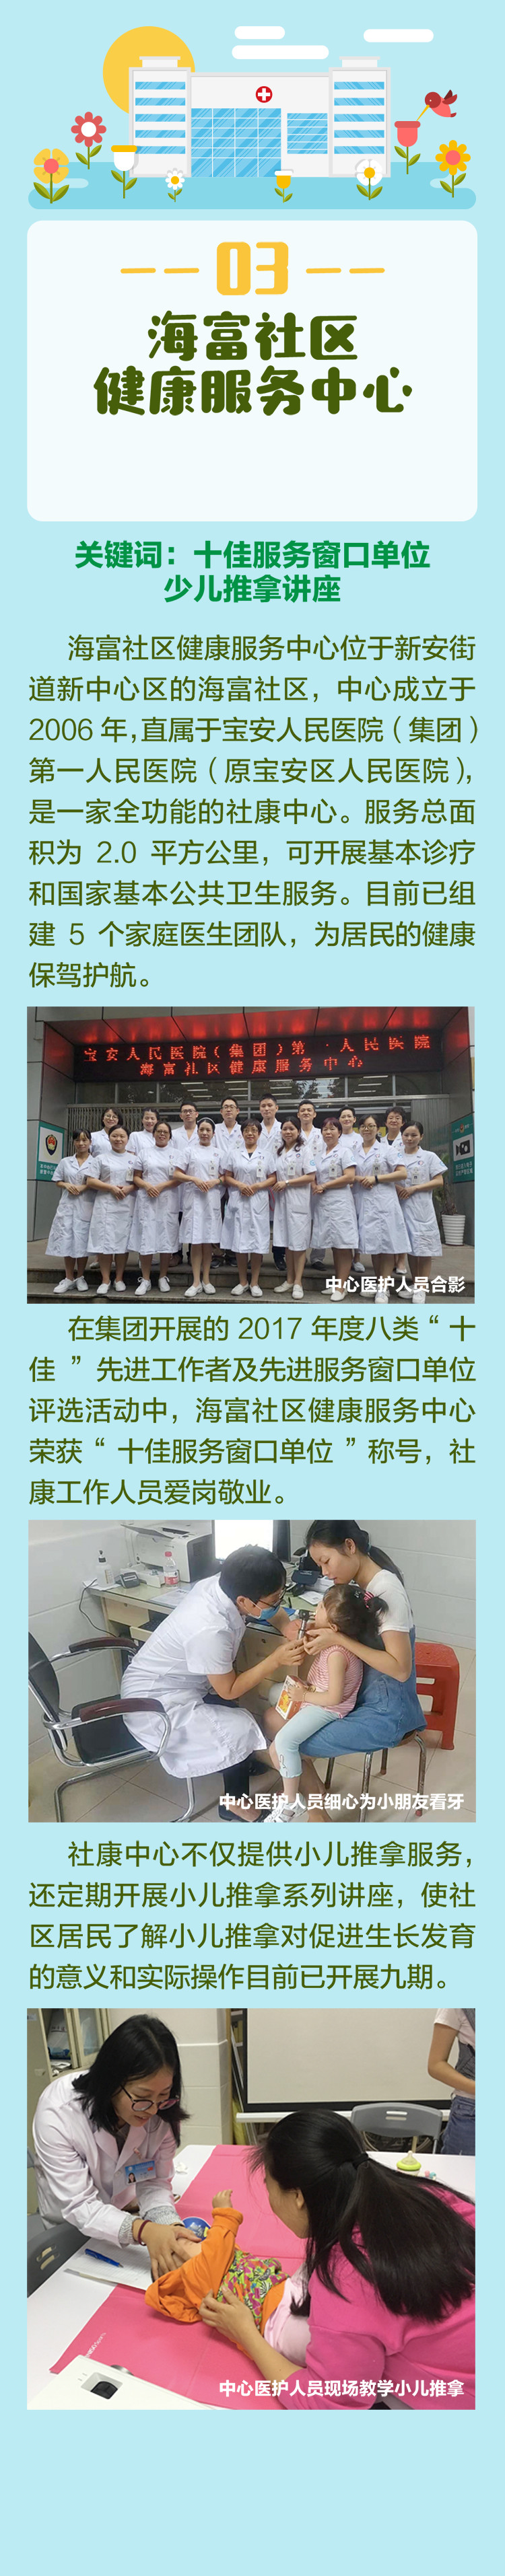 03
海富社区
健康服务中心
关键词：十佳服务窗口单位
少儿推拿讲座
海富社区健康服务中心位于新安街
道新中心区的海富社区，中心成立于
2006 年，直属于宝安人民医院（集团）
第一人民医院（原宝安区人民医院），
是一家全功能的社康中心。服务总面
积为 2.0 平方公里，可开展基本诊疗
和国家基本公共卫生服务。目前已组
建 5 个家庭医生团队，为居民的健康
保驾护航。
宝安人民医院（集团）第一人民医院
海富社区健康服务中心
中心医护人员合影
在集团开展的 2017 年度八类“十
佳 ”先进工作者及先进服务窗口单位
评选活动中，海富社区健康服务中心
荣获“十佳服务窗口单位 ”称号，社
康工作人员爱岗敬业。
中心医护人员细心为小朋友看牙
社康中心不仅提供小儿推拿服务，
还定期开展小儿推拿系列讲座，使社
区居民了解小儿推拿对促进生长发育
的意义和实际操作目前已开展九期。
中心医护人员现场教学小儿推拿